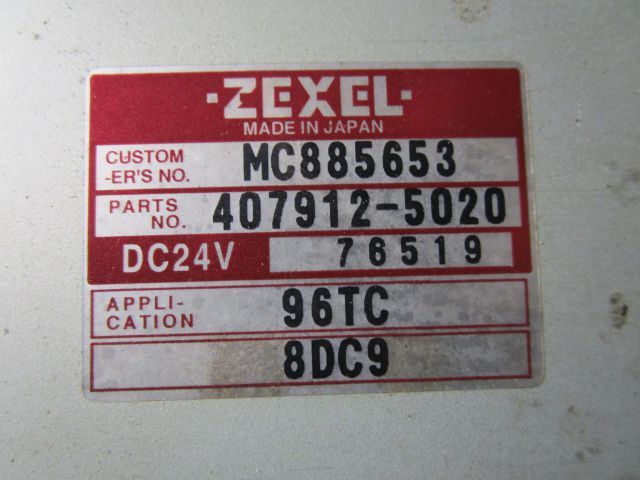 ·ZEXEL·
MADE IN JAPAN
CUSTOM
-ER'S NO. MC885653
PARTS
NO. 407912-5020
DC24V 76519
APPLI-
CATION 96TC
8DC9